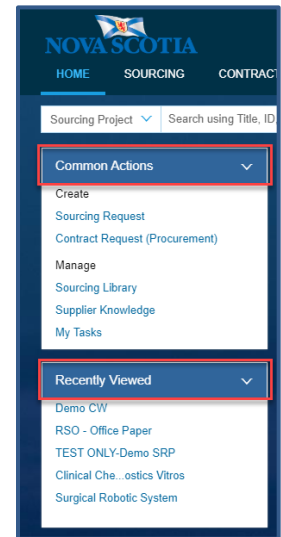 NOVA SCOTIA
HOME SOURCING CONTRACT
Sourcing Project Search using Title, ID,
Common Actions
Create
Sourcing Request
Contract Request (Procurement)
Manage
Sourcing Library
Supplier Knowledge
My Tasks
Recently Viewed
Demo CW
RSO - Office Paper
TEST ONLY-Demo SRP
Clinical Che...ostics Vitros
Surgical Robotic System